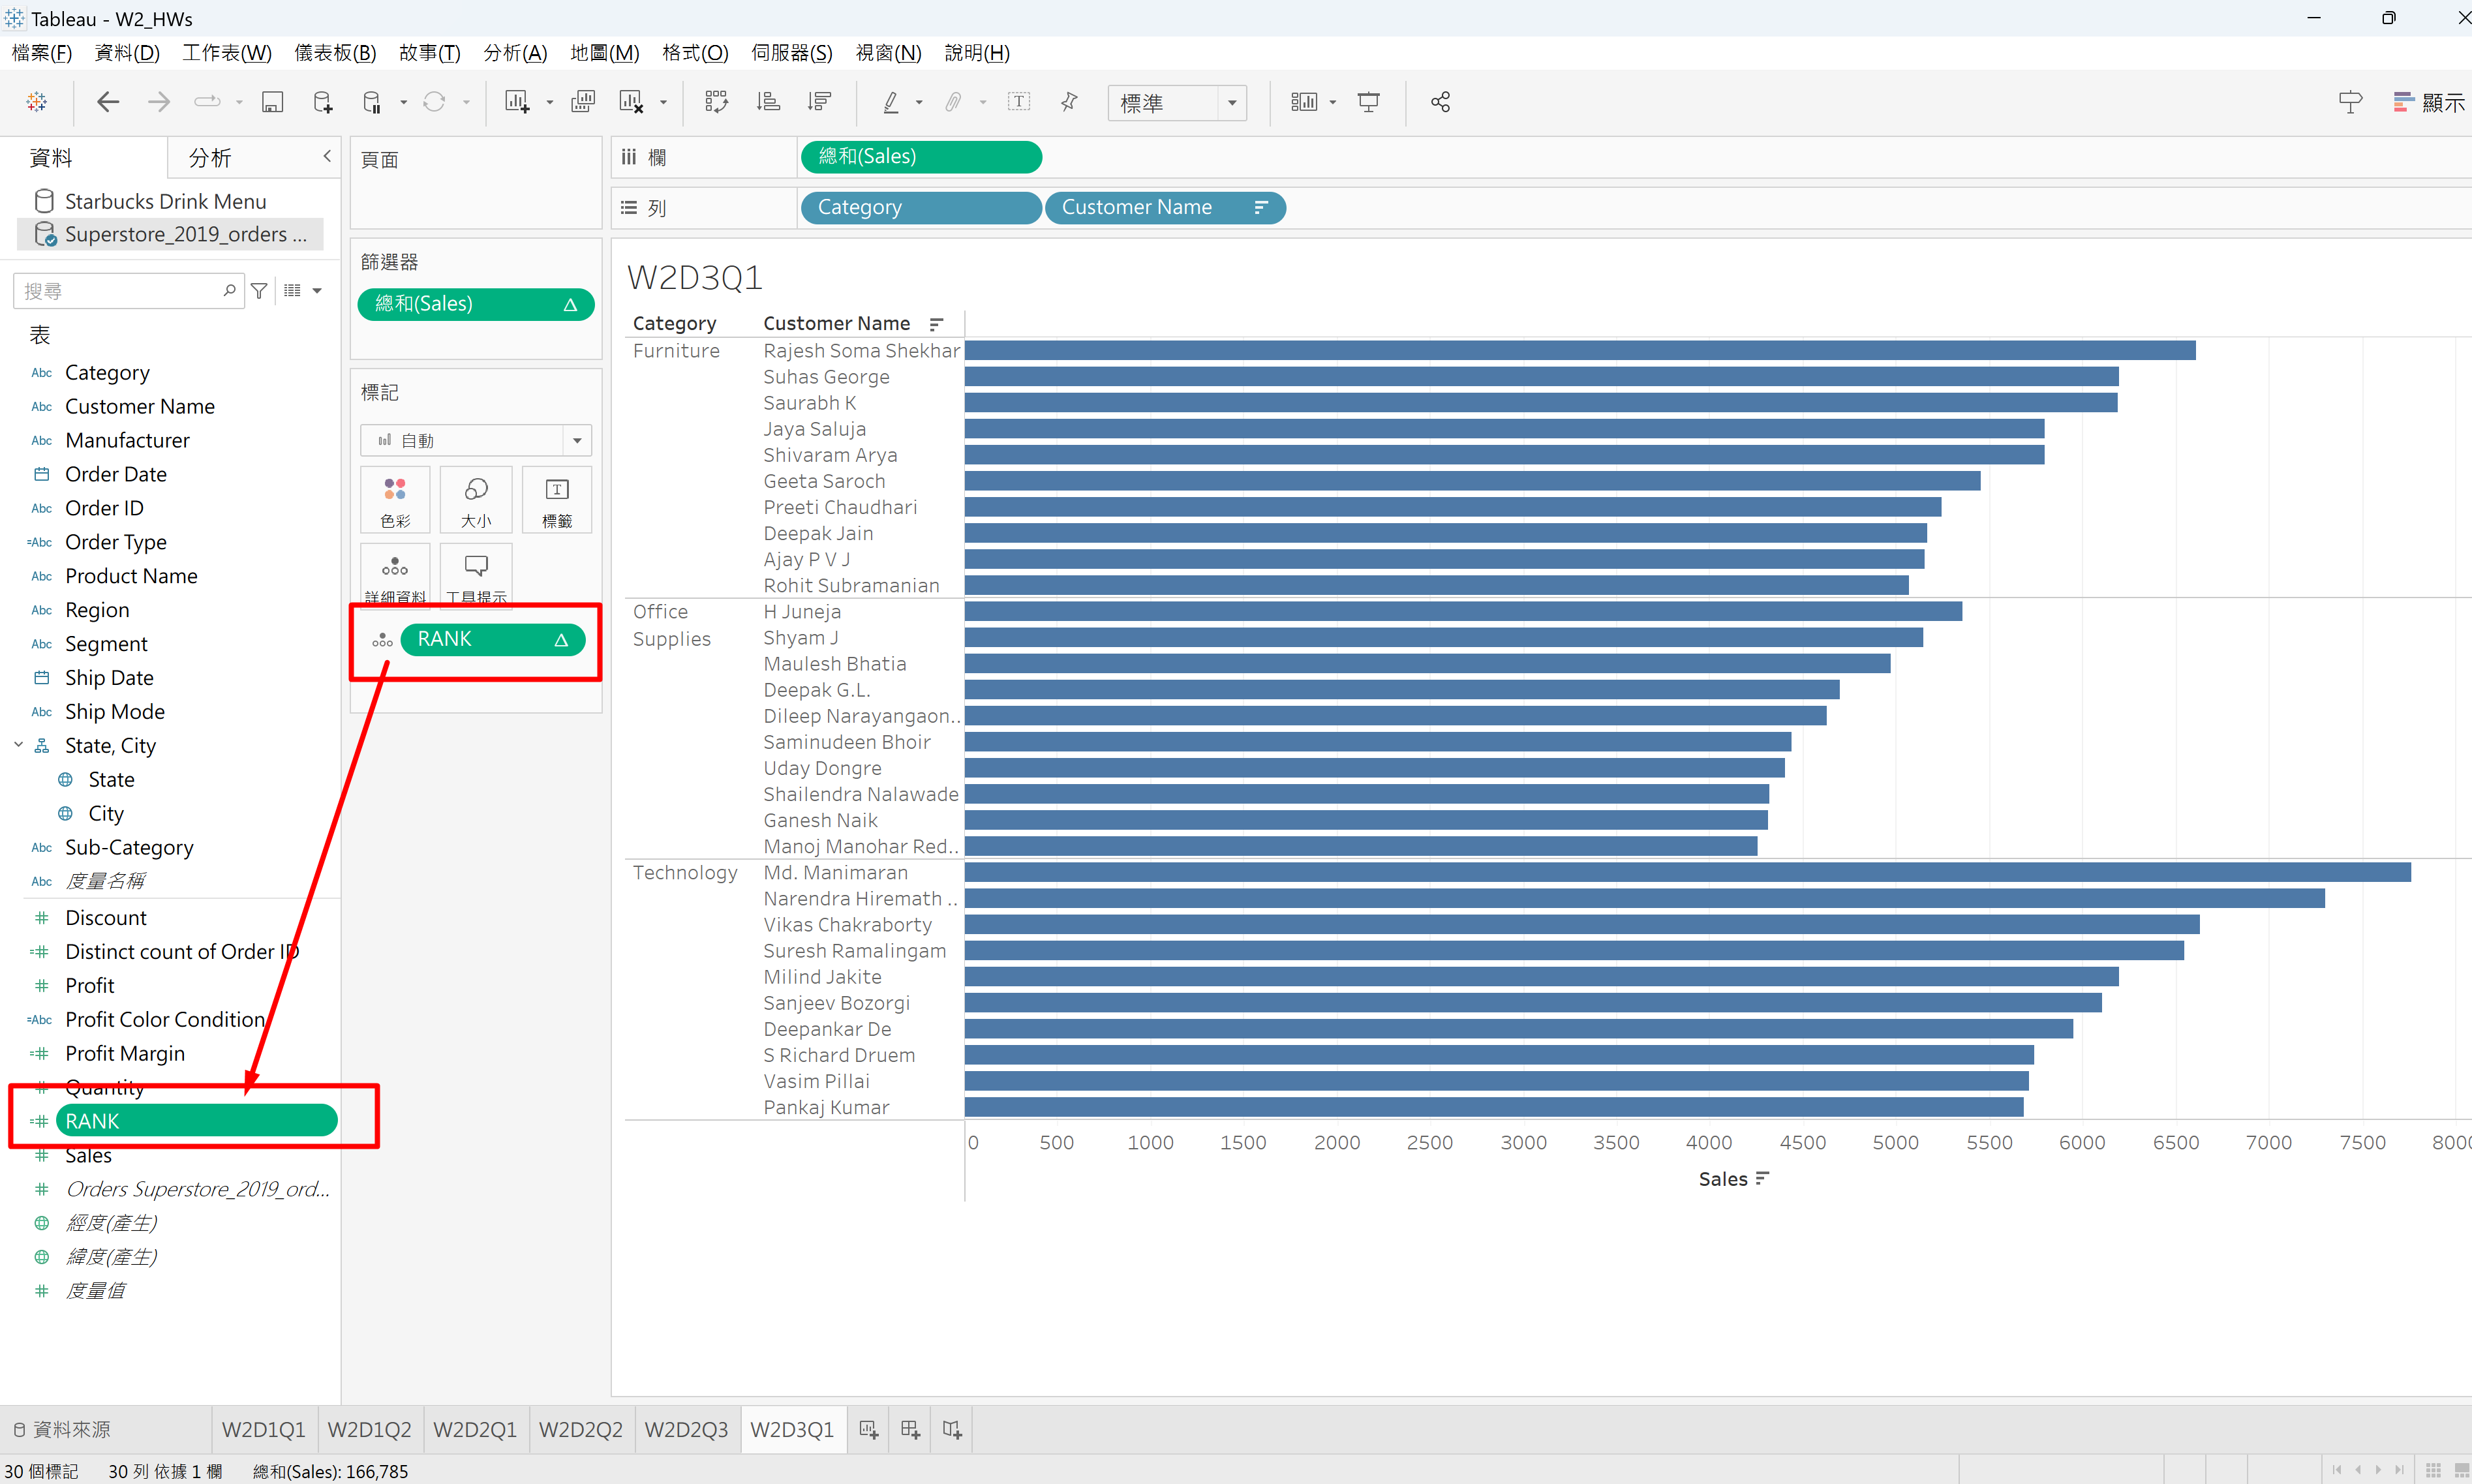 Tableau - W2_HWs
檔案(F) 資料(D) 工作表(W) 儀表板(B) 故事(T) 分析(A) 地圖(M) 格式(O) 伺服器(S) 視窗(N) 說明(H)
標準
顯示
資料 分析
Starbucks Drink Menu
Superstore_2019_orders ...
搜尋
表
Abc Category
Abc Customer Name
Abc Manufacturer
Order Date
Abc Order ID
=Abc Order Type
Abc Product Name
Abc Region
Abc Segment
Ship Date
Abc Ship Mode
State, City
State
City
Abc Sub-Category
Abc 度量名稱
# Discount
=# Distinct count of Order ID
# Profit
=Abc Profit Color Condition
=# Profit Margin
# Quantity
=# RANK
# Sales
# Orders Superstore_2019_ord...
經度(產生)
緯度(產生)
# 度量值
頁面
篩選器
總和(Sales) Δ
標記
自動
色彩 大小 標籤
詳細資料 工具提示
RANK Δ
欄 總和(Sales)
列 Category Customer Name
W2D3Q1
Category Customer Name
Furniture Rajesh Soma Shekhar
Suhas George
Saurabh K
Jaya Saluja
Shivaram Arya
Geeta Saroch
Preeti Chaudhari
Deepak Jain
Ajay P V J
Rohit Subramanian
Office Supplies H Juneja
Shyam J
Maulesh Bhatia
Deepak G.L.
Dileep Narayangaon..
Saminudeen Bhoir
Uday Dongre
Shailendra Nalawade
Ganesh Naik
Manoj Manohar Red..
Technology Md. Manimaran
Narendra Hiremath ..
Vikas Chakraborty
Suresh Ramalingam
Milind Jakite
Sanjeev Bozorgi
Deepankar De
S Richard Druem
Vasim Pillai
Pankaj Kumar
0 500 1000 1500 2000 2500 3000 3500 4000 4500 5000 5500 6000 6500 7000 7500 8000
Sales
資料來源 W2D1Q1 W2D1Q2 W2D2Q1 W2D2Q2 W2D2Q3 W2D3Q1
30 個標記 30 列 依據 1 欄 總和(Sales): 166,785